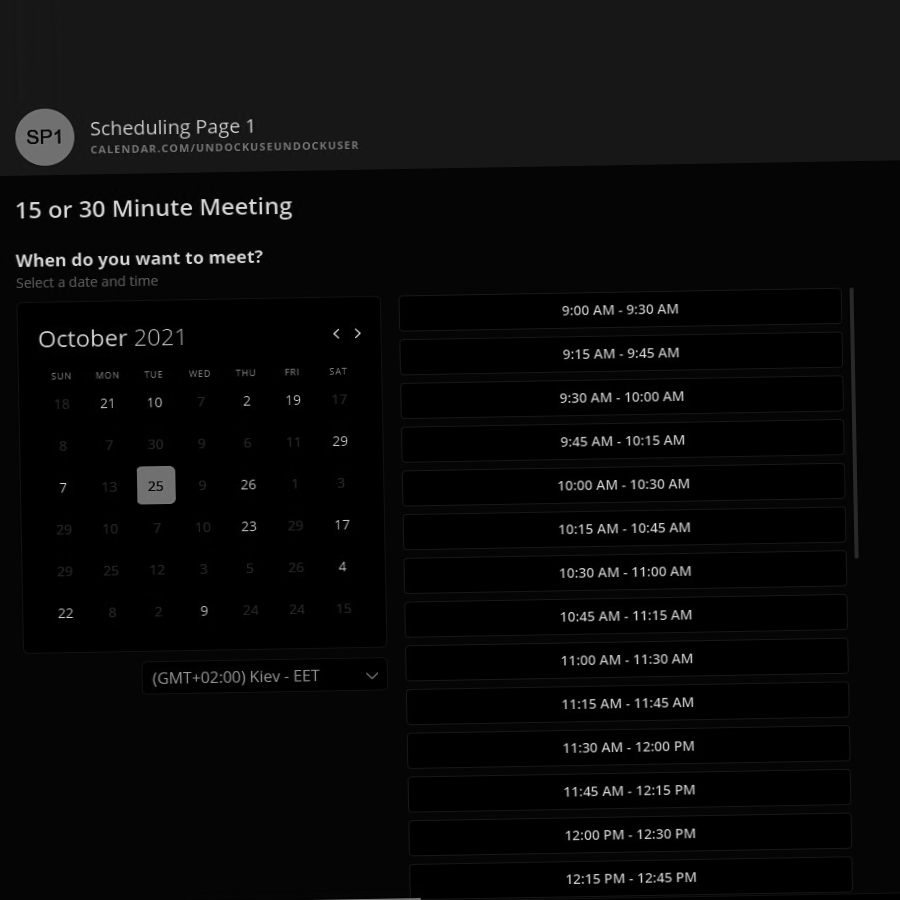 SP1
Scheduling Page 1
CALENDAR.COM/UNDOCKUSEUNDOCKUSER
15 or 30 Minute Meeting
When do you want to meet?
Select a date and time
October 2021
SUN MON TUE WED THU FRI SAT
18 21 10 7 2 19 17
8 7 30 9 6 11 29
7 13 25 9 26 1 3
29 10 7 10 23 29 17
29 25 12 3 5 26 4
22 8 2 9 24 24 15
(GMT+02:00) Kiev - EET
9:00 AM - 9:30 AM
9:15 AM - 9:45 AM
9:30 AM - 10:00 AM
9:45 AM - 10:15 AM
10:00 AM - 10:30 AM
10:15 AM - 10:45 AM
10:30 AM - 11:00 AM
10:45 AM - 11:15 AM
11:00 AM - 11:30 AM
11:15 AM - 11:45 AM
11:30 AM - 12:00 PM
11:45 AM - 12:15 PM
12:00 PM - 12:30 PM
12:15 PM - 12:45 PM